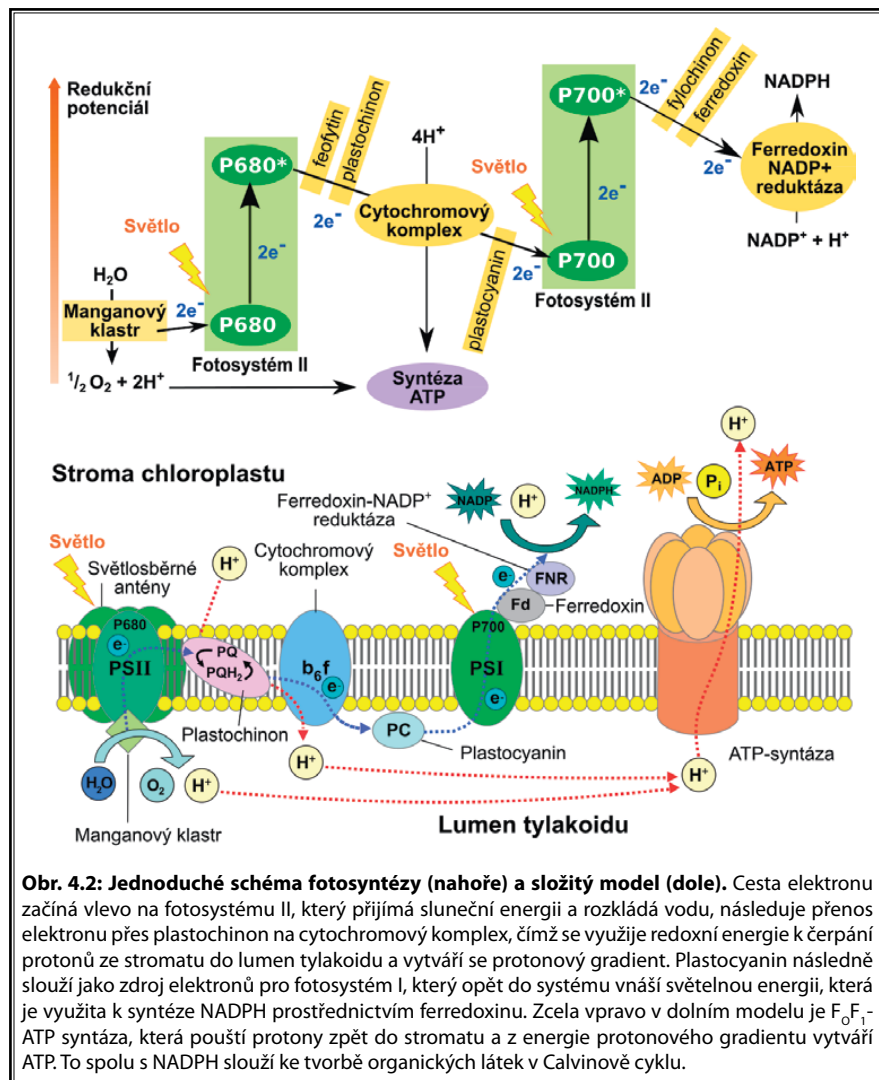 Redukční
potenciál
H₂O
Manganový
klastr
½ O₂ + 2H⁺
Světlo
2e⁻
P680*
2e⁻
P680
Fotosystém II
feofytin
plastochinon
2e⁻
4H⁺
Cytochromový
komplex
Syntéza
ATP
plastocyanin
2e⁻
Světlo
P700*
2e⁻
P700
Fotosystém II
2e⁻
fylochinon
ferredoxin
2e⁻
NADPH
Ferredoxin
NADP+
reduktáza
NADP⁺ + H⁺
Stroma chloroplastu
Světlo
Světlosběrné
antény
P680
e⁻
PSII
H⁺
PQ
PQH₂
Plastochinon
H₂O
O₂
H⁺
Manganový klastr
Cytochromový
komplex
b₆f
e⁻
H⁺
PC
Plastocyanin
Ferredoxin-NADP⁺
reduktáza
Světlo
P700
PSI
e⁻
e⁻
Fd
FNR
Ferredoxin
NADP
H⁺
NADPH
H⁺
ADP
Pᵢ
ATP
ATP-syntáza
H⁺
Lumen tylakoidu
Obr. 4.2: Jednoduché schéma fotosyntézy (nahoře) a složitý model (dole). Cesta elektronu
začíná vlevo na fotosystému II, který přijímá sluneční energii a rozkládá vodu, následuje přenos
elektronu přes plastochinon na cytochromový komplex, čímž se využije redoxní energie k čerpání
protonů ze stromatu do lumen tylakoidu a vytváří se protonový gradient. Plastocyanin následně
slouží jako zdroj elektronů pro fotosystém I, který opět do systému vnáší světelnou energii, která
je využita k syntéze NADPH prostřednictvím ferredoxinu. Zcela vpravo v dolním modelu je F₀F₁-
ATP syntáza, která pouští protony zpět do stromatu a z energie protonového gradientu vytváří
ATP. To spolu s NADPH slouží ke tvorbě organických látek v Calvinově cyklu.